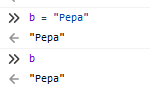 » b = "Pepa"
← "Pepa"
» b
← "Pepa"